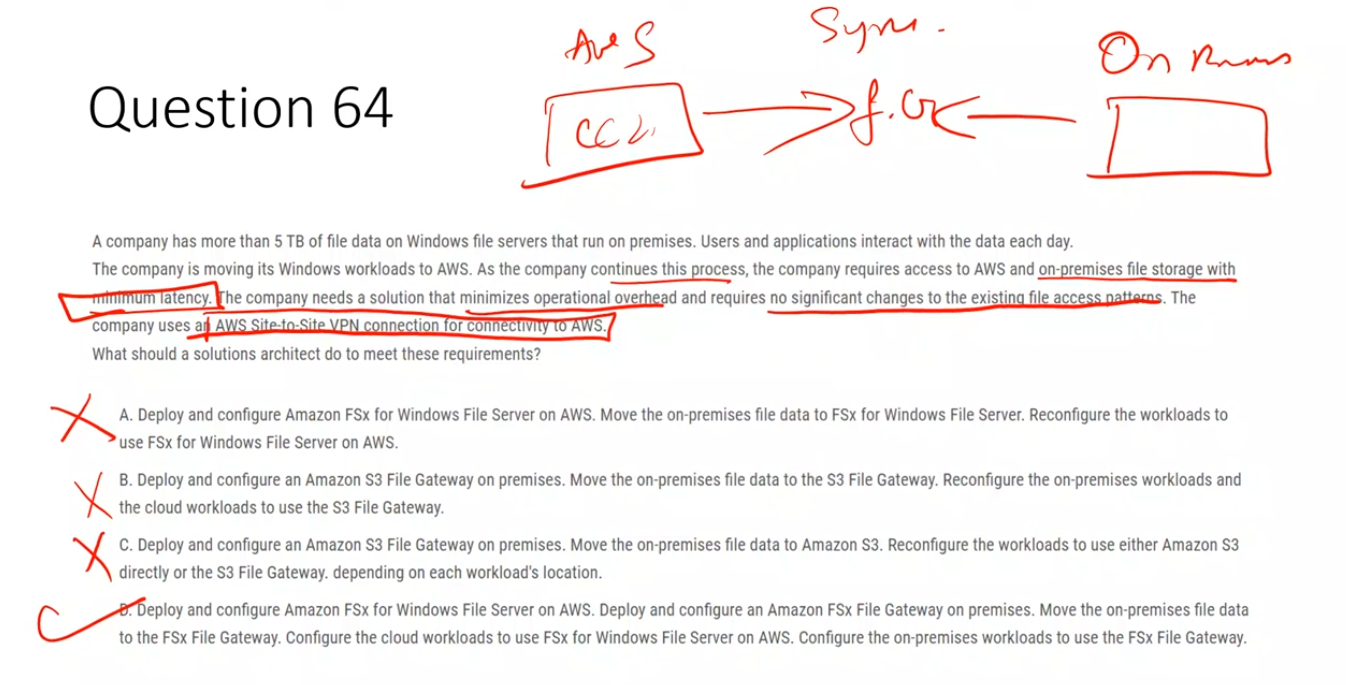 AWS
Sync.
On Prems
Question 64
EC2.
f.G
A company has more than 5 TB of file data on Windows file servers that run on premises. Users and applications interact with the data each day.
The company is moving its Windows workloads to AWS. As the company continues this process, the company requires access to AWS and on-premises file storage with
minimum latency. The company needs a solution that minimizes operational overhead and requires no significant changes to the existing file access patterns. The
company uses an AWS Site-to-Site VPN connection for connectivity to AWS.
What should a solutions architect do to meet these requirements?
A. Deploy and configure Amazon FSx for Windows File Server on AWS. Move the on-premises file data to FSx for Windows File Server. Reconfigure the workloads to
use FSx for Windows File Server on AWS.
B. Deploy and configure an Amazon S3 File Gateway on premises. Move the on-premises file data to the S3 File Gateway. Reconfigure the on-premises workloads and
the cloud workloads to use the S3 File Gateway.
C. Deploy and configure an Amazon S3 File Gateway on premises. Move the on-premises file data to Amazon S3. Reconfigure the workloads to use either Amazon S3
directly or the S3 File Gateway. depending on each workload's location.
D. Deploy and configure Amazon FSx for Windows File Server on AWS. Deploy and configure an Amazon FSx File Gateway on premises. Move the on-premises file data
to the FSx File Gateway. Configure the cloud workloads to use FSx for Windows File Server on AWS. Configure the on-premises workloads to use the FSx File Gateway.